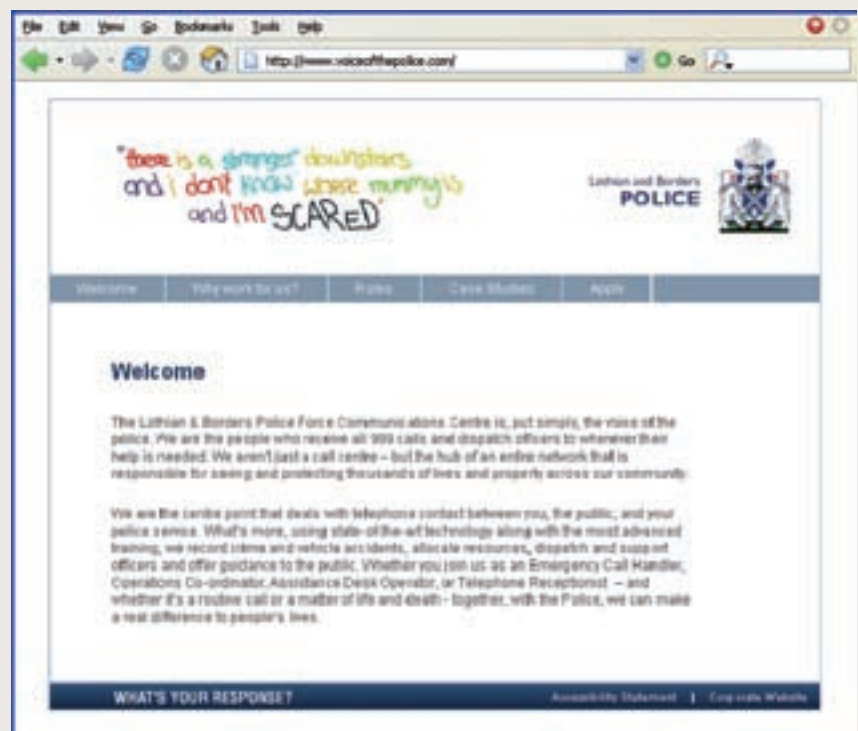 File Edit View Go Bookmarks Tools Help
http://www.voiceofthepolice.com/ Go
"there is a stranger downstairs
and i dont know where mummy is
and I'm SCARED"
Lothian and Borders
POLICE
Welcome Why work for us? Roles Case Studies Apply
Welcome
The Lothian & Borders Police Force Communications Centre is, put simply, the voice of the
police. We are the people who receive all 999 calls and dispatch officers to whenever their
help is needed. We aren't just a call centre – but the hub of an entire network that is
responsible for saving and protecting thousands of lives and property across our community.
We are the centre point that deals with telephone contact between you, the public, and your
police service. What's more, using state-of-the-art technology along with the most advanced
training, we record crime and vehicle accidents, allocate resources, dispatch and support
officers and offer guidance to the public. Whether you join us as an Emergency Call Handler,
Operations Co-ordinator, Assistance Desk Operator, or Telephone Receptionist – and
whether it's a routine call or a matter of life and death - together, with the Police, we can make
a real difference to people's lives.
WHAT'S YOUR RESPONSE? Accessibility Statement | Corporate Website